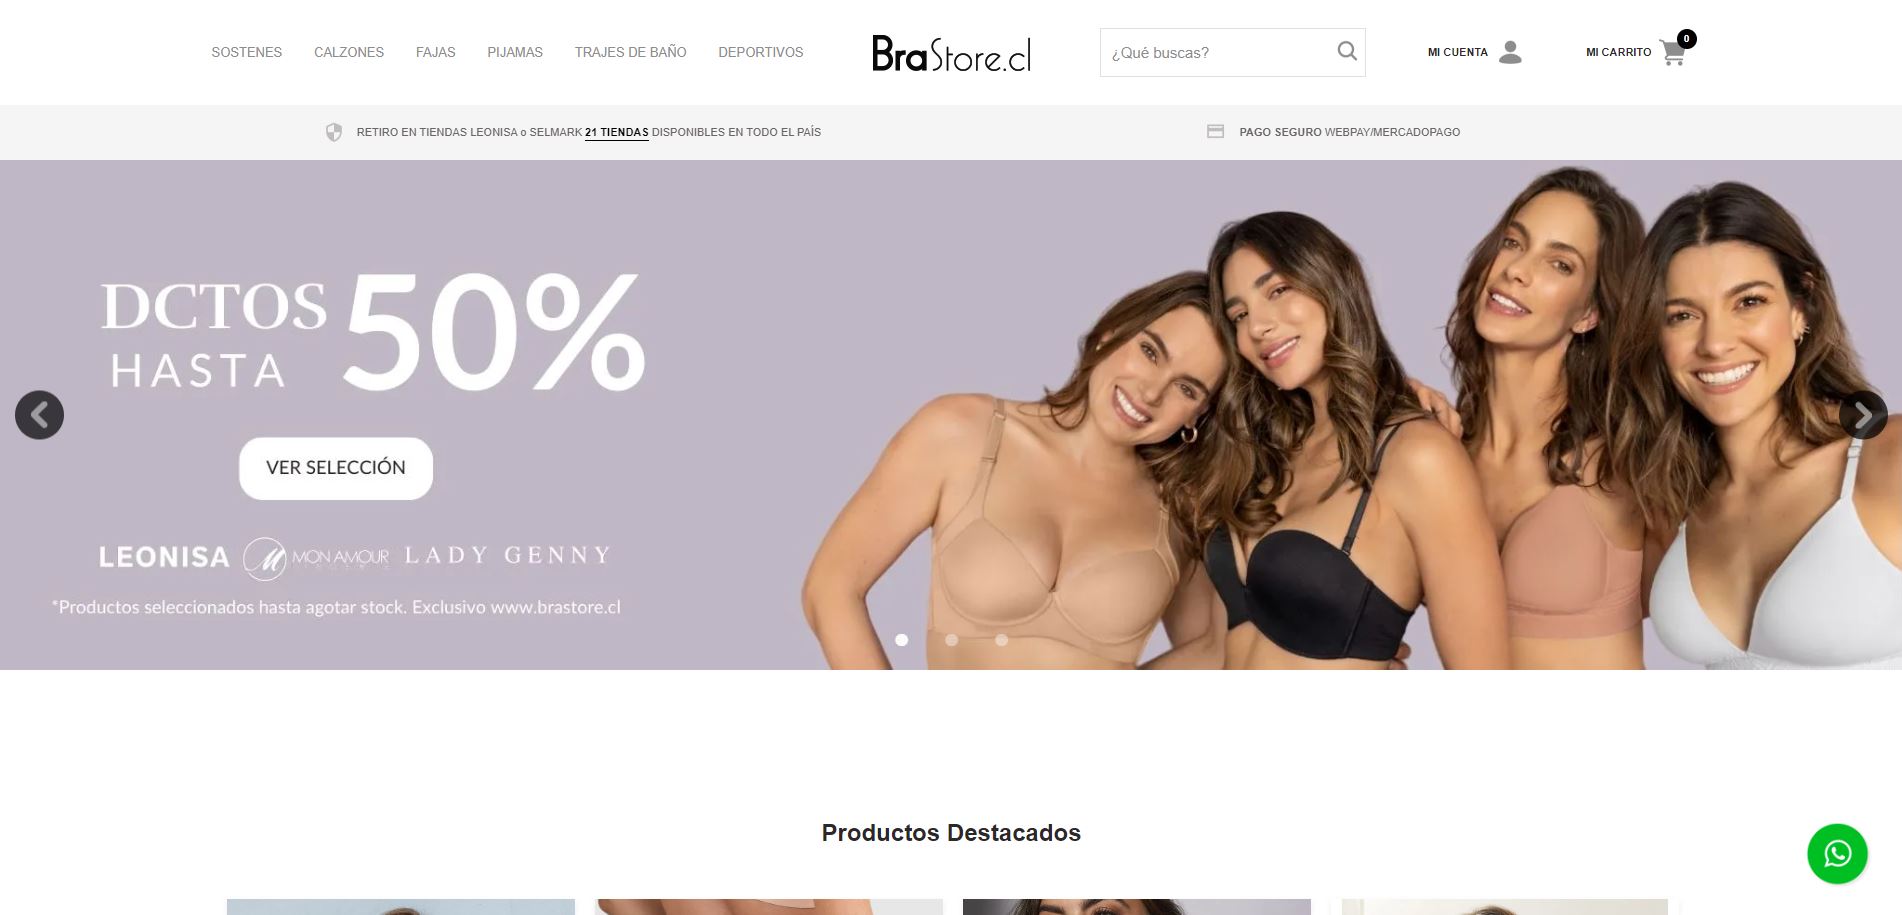 SOSTENES CALZONES FAJAS PIJAMAS TRAJES DE BAÑO DEPORTIVOS
BraStore.cl
¿Qué buscas?
MI CUENTA
MI CARRITO
0
RETIRO EN TIENDAS LEONISA o SELMARK 21 TIENDAS DISPONIBLES EN TODO EL PAÍS
PAGO SEGURO WEBPAY/MERCADOPAGO
DCTOS
HASTA
50%
VER SELECCIÓN
LEONISA MON AMOUR LADY GENNY
*Productos seleccionados hasta agotar stock. Exclusivo www.brastore.cl
Productos Destacados